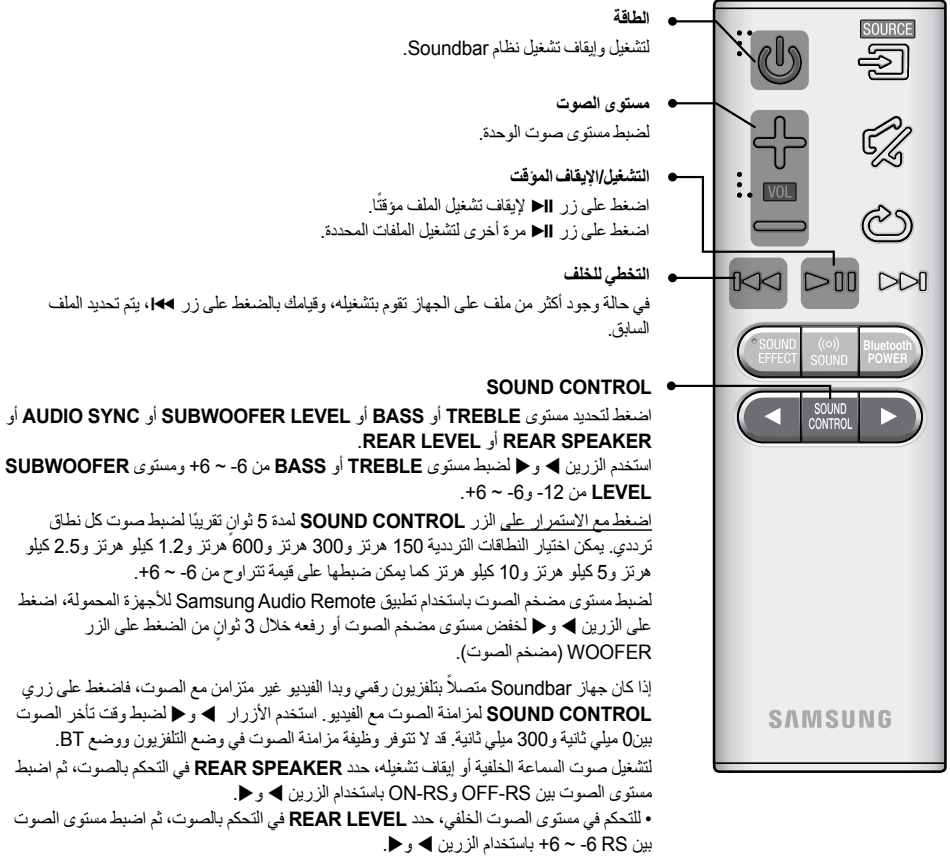 الطاقة
لتشغيل وإيقاف تشغيل نظام Soundbar.
مستوى الصوت
لضبط مستوى صوت الوحدة.
التشغيل/الإيقاف المؤقت
اضغط على زر ▶II لإيقاف تشغيل الملف مؤقتًا.
اضغط على زر ▶II مرة أخرى لتشغيل الملفات المحددة.
التخطي للخلف
في حالة وجود أكثر من ملف على الجهاز تقوم بتشغيله، وقيامك بالضغط على زر I◀◀، يتم تحديد الملف
السابق.
SOUND CONTROL
اضغط لتحديد مستوى TREBLE أو BASS أو SUBWOOFER LEVEL أو AUDIO SYNC أو
REAR SPEAKER أو REAR LEVEL.
استخدم الزرين ◀ و▶ لضبط مستوى TREBLE أو BASS من 6- ~ 6+ ومستوى SUBWOOFER
LEVEL من 12- و6- ~ 6+.
اضغط مع الاستمرار على الزر SOUND CONTROL لمدة 5 ثوانٍ تقريبًا لضبط صوت كل نطاق
ترددي. يمكن اختيار النطاقات الترددية 150 هرتز و300 هرتز و600 هرتز و1.2 كيلو هرتز و2.5 كيلو
هرتز و5 كيلو هرتز و10 كيلو هرتز كما يمكن ضبطها على قيمة تتراوح من 6- ~ 6+.
لضبط مستوى مضخم الصوت باستخدام تطبيق Samsung Audio Remote للأجهزة المحمولة، اضغط
على الزرين ◀ و▶ لخفض مستوى مضخم الصوت أو رفعه خلال 3 ثوانٍ من الضغط على الزر
WOOFER (مضخم الصوت).
إذا كان جهاز Soundbar متصلاً بتلفزيون رقمي وبدا الفيديو غير متزامن مع الصوت، فاضغط على زري
SOUND CONTROL لمزامنة الصوت مع الفيديو. استخدم الأزرار ◀ و▶ لضبط وقت تأخر الصوت
بين0 ميلي ثانية و300 ميلي ثانية. قد لا تتوفر وظيفة مزامنة الصوت في وضع التلفزيون ووضع BT.
لتشغيل صوت السماعة الخلفية أو إيقاف تشغيله، حدد REAR SPEAKER في التحكم بالصوت، ثم اضبط
مستوى الصوت بين OFF-RS وON-RS باستخدام الزرين ◀ و▶.
• للتحكم في مستوى الصوت الخلفي، حدد REAR LEVEL في التحكم بالصوت، ثم اضبط مستوى الصوت
بين RS -6 ~ +6 باستخدام الزرين ◀ و▶.
SOURCE
VOL
SOUND
EFFECT
SOUND
Bluetooth
POWER
SOUND
CONTROL
SAMSUNG